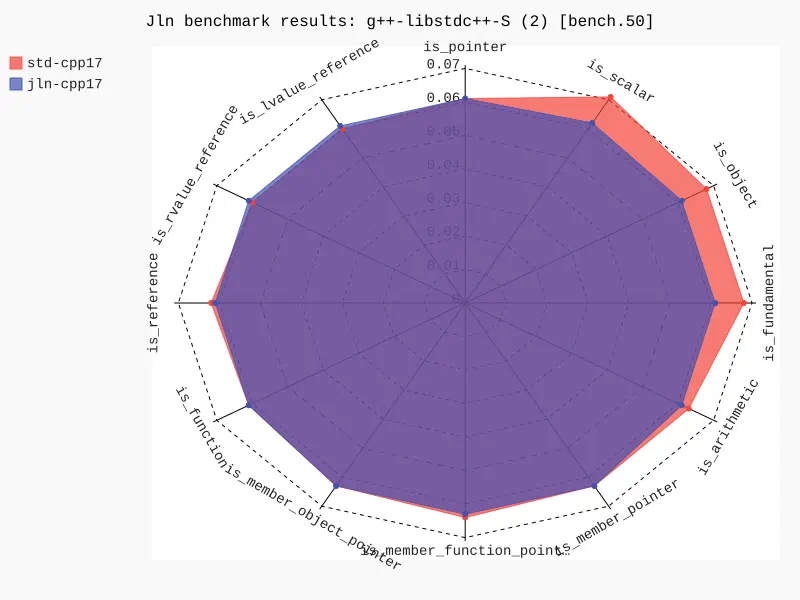 Jln benchmark results: g++-libstdc++-S (2) [bench.50]
std-cpp17
jln-cpp17
is_pointer
is_scalar
is_object
is_fundamental
is_arithmetic
is_member_pointer
is_member_function_point…
is_member_object_pointer
is_function
is_reference
is_rvalue_reference
is_lvalue_reference
0.07
0.06
0.05
0.04
0.03
0.02
0.01
0